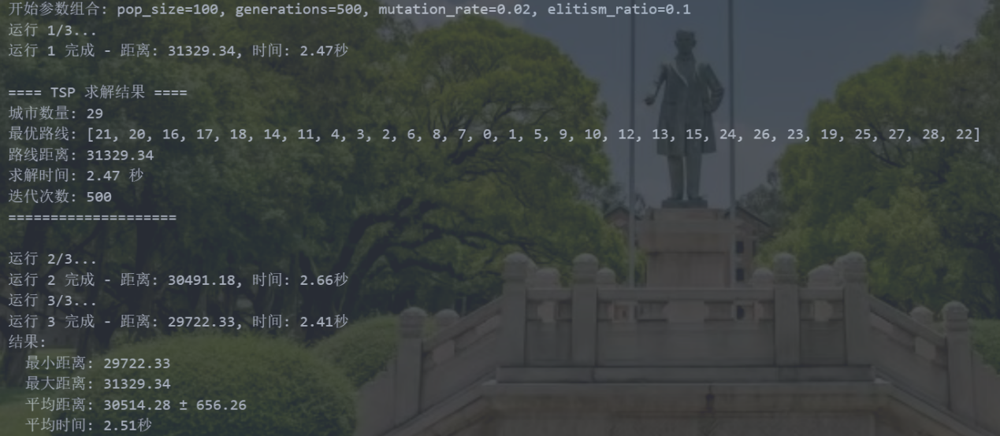 开始参数组合: pop_size=100, generations=500, mutation_rate=0.02, elitism_ratio=0.1
运行 1/3...
运行 1 完成 - 距离: 31329.34, 时间: 2.47秒
==== TSP 求解结果 ====
城市数量: 29
最优路线: [21, 20, 16, 17, 18, 14, 11, 4, 3, 2, 6, 8, 7, 0, 1, 5, 9, 10, 12, 13, 15, 24, 26, 23, 19, 25, 27, 28, 22]
路线距离: 31329.34
求解时间: 2.47 秒
迭代次数: 500
====================
运行 2/3...
运行 2 完成 - 距离: 30491.18, 时间: 2.66秒
运行 3/3...
运行 3 完成 - 距离: 29722.33, 时间: 2.41秒
结果:
  最小距离: 29722.33
  最大距离: 31329.34
  平均距离: 30514.28 ± 656.26
  平均时间: 2.51秒